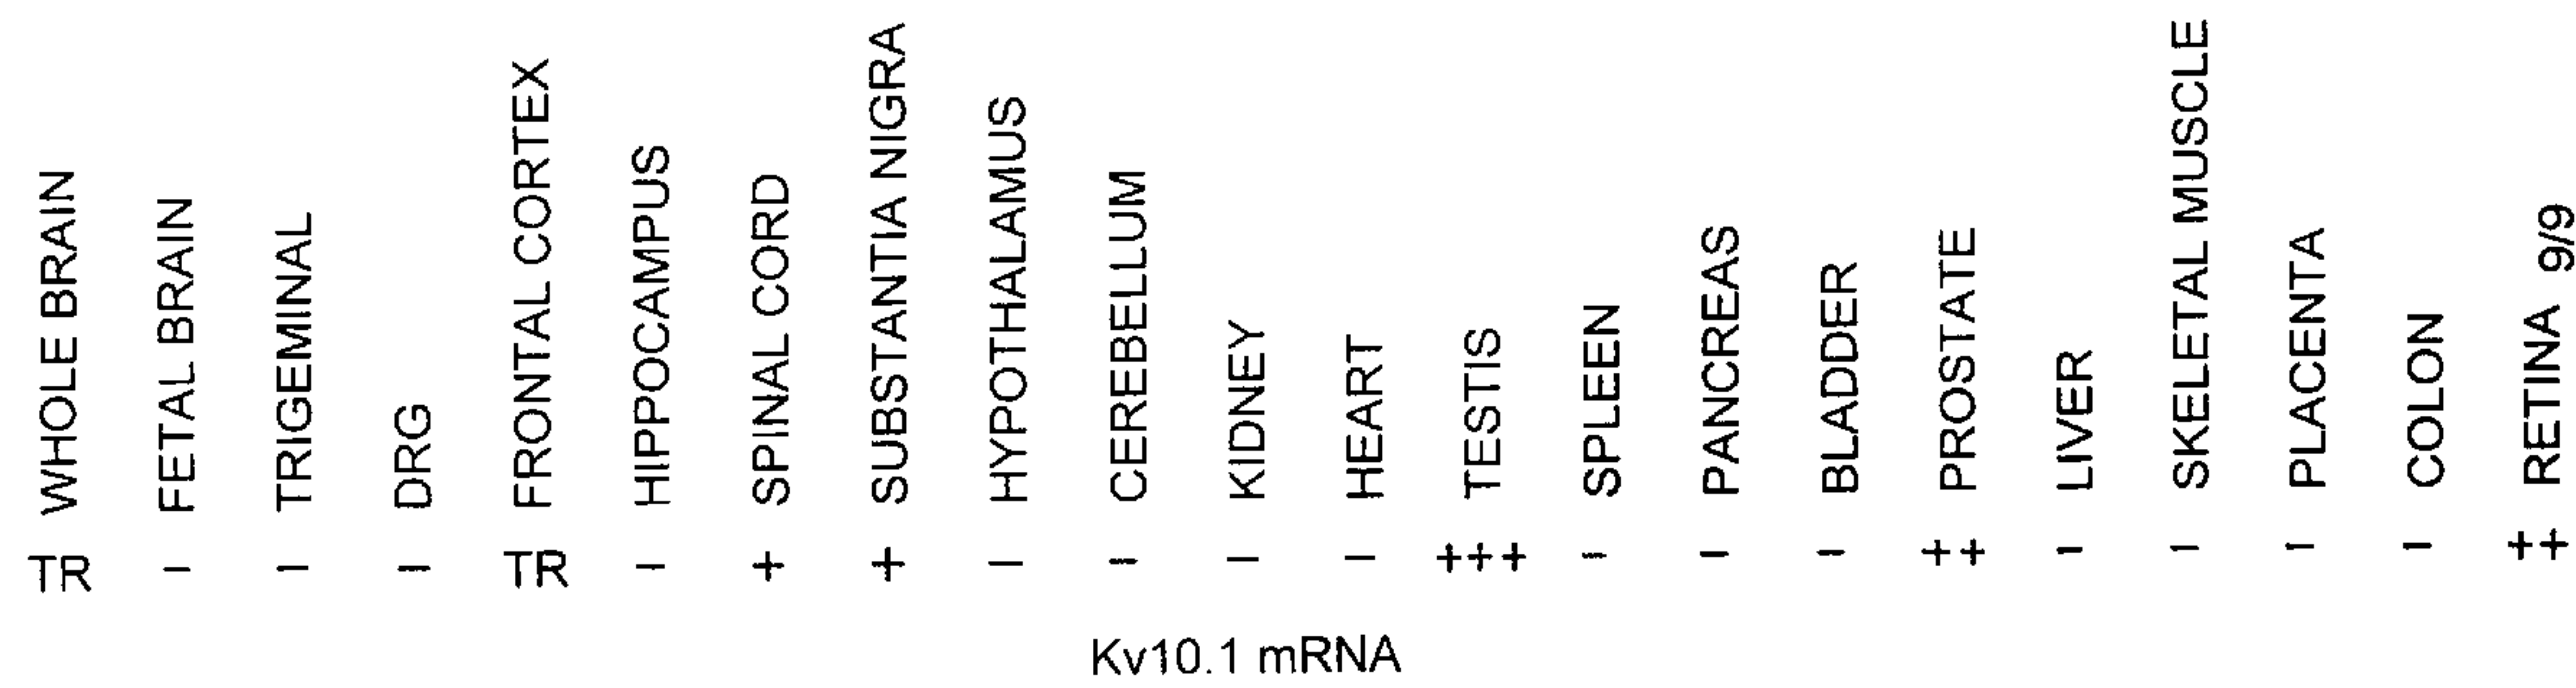 WHOLE BRAIN
FETAL BRAIN
TRIGEMINAL
DRG
FRONTAL CORTEX
HIPPOCAMPUS
SPINAL CORD
SUBSTANTIA NIGRA
HYPOTHALAMUS
CEREBELLUM
KIDNEY
HEART
TESTIS
SPLEEN
PANCREAS
BLADDER
PROSTATE
LIVER
SKELETAL MUSCLE
PLACENTA
COLON
RETINA 9/9
TR − − − TR − + + − − − − +++ − − − ++ − − − − ++
Kv10.1 mRNA